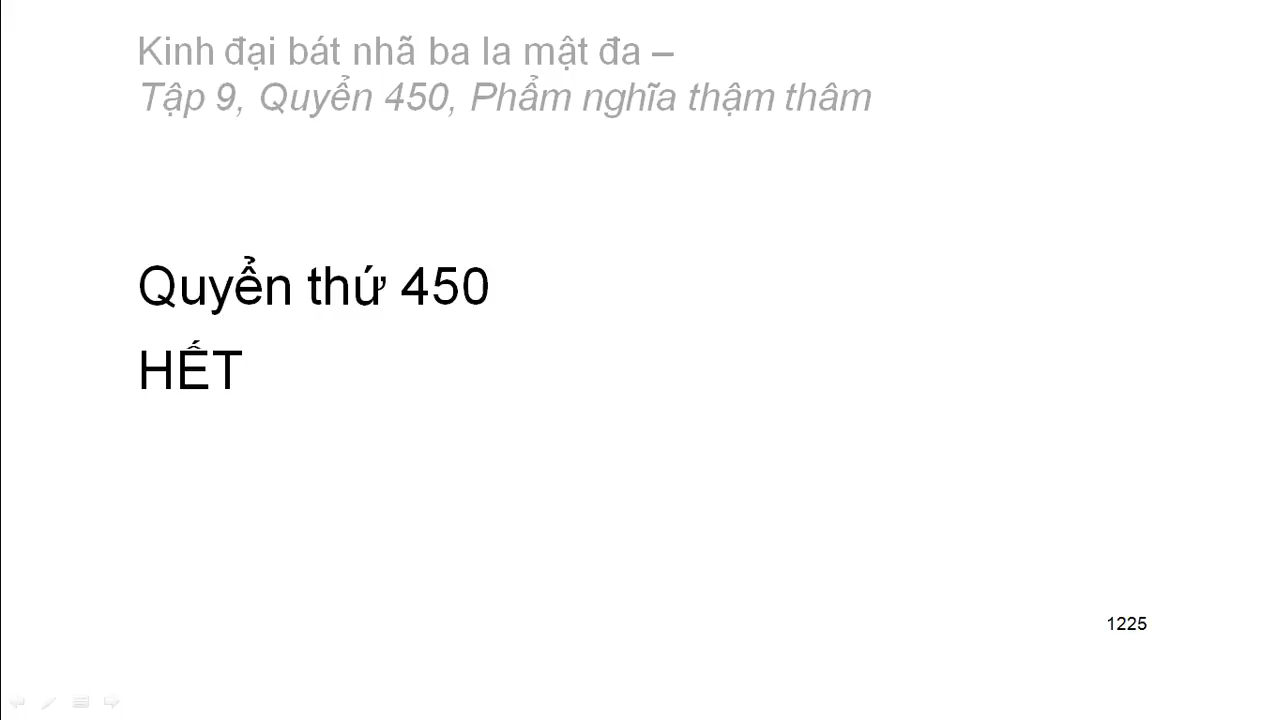 Kinh đại bát nhã ba la mật đa –
Tập 9, Quyển 450, Phẩm nghĩa thậm thâm
Quyển thứ 450
HẾT
1225